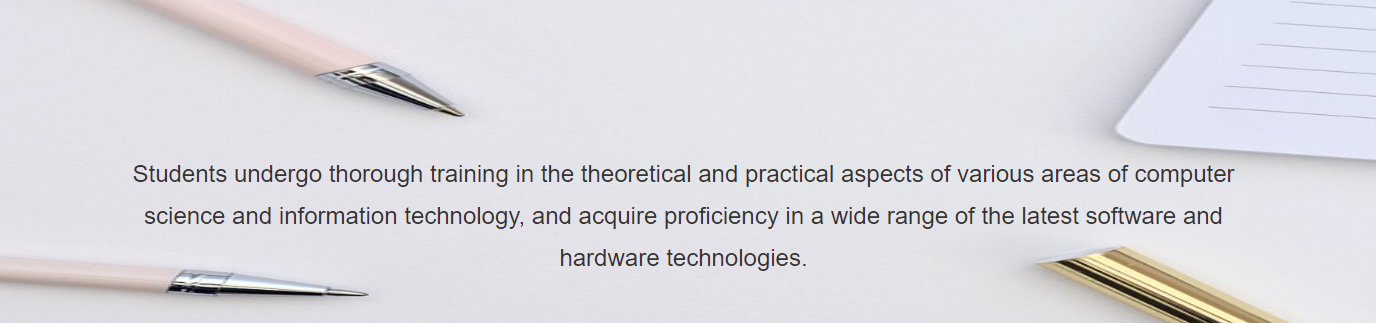 Students undergo thorough training in the theoretical and practical aspects of various areas of computer
science and information technology, and acquire proficiency in a wide range of the latest software and
hardware technologies.